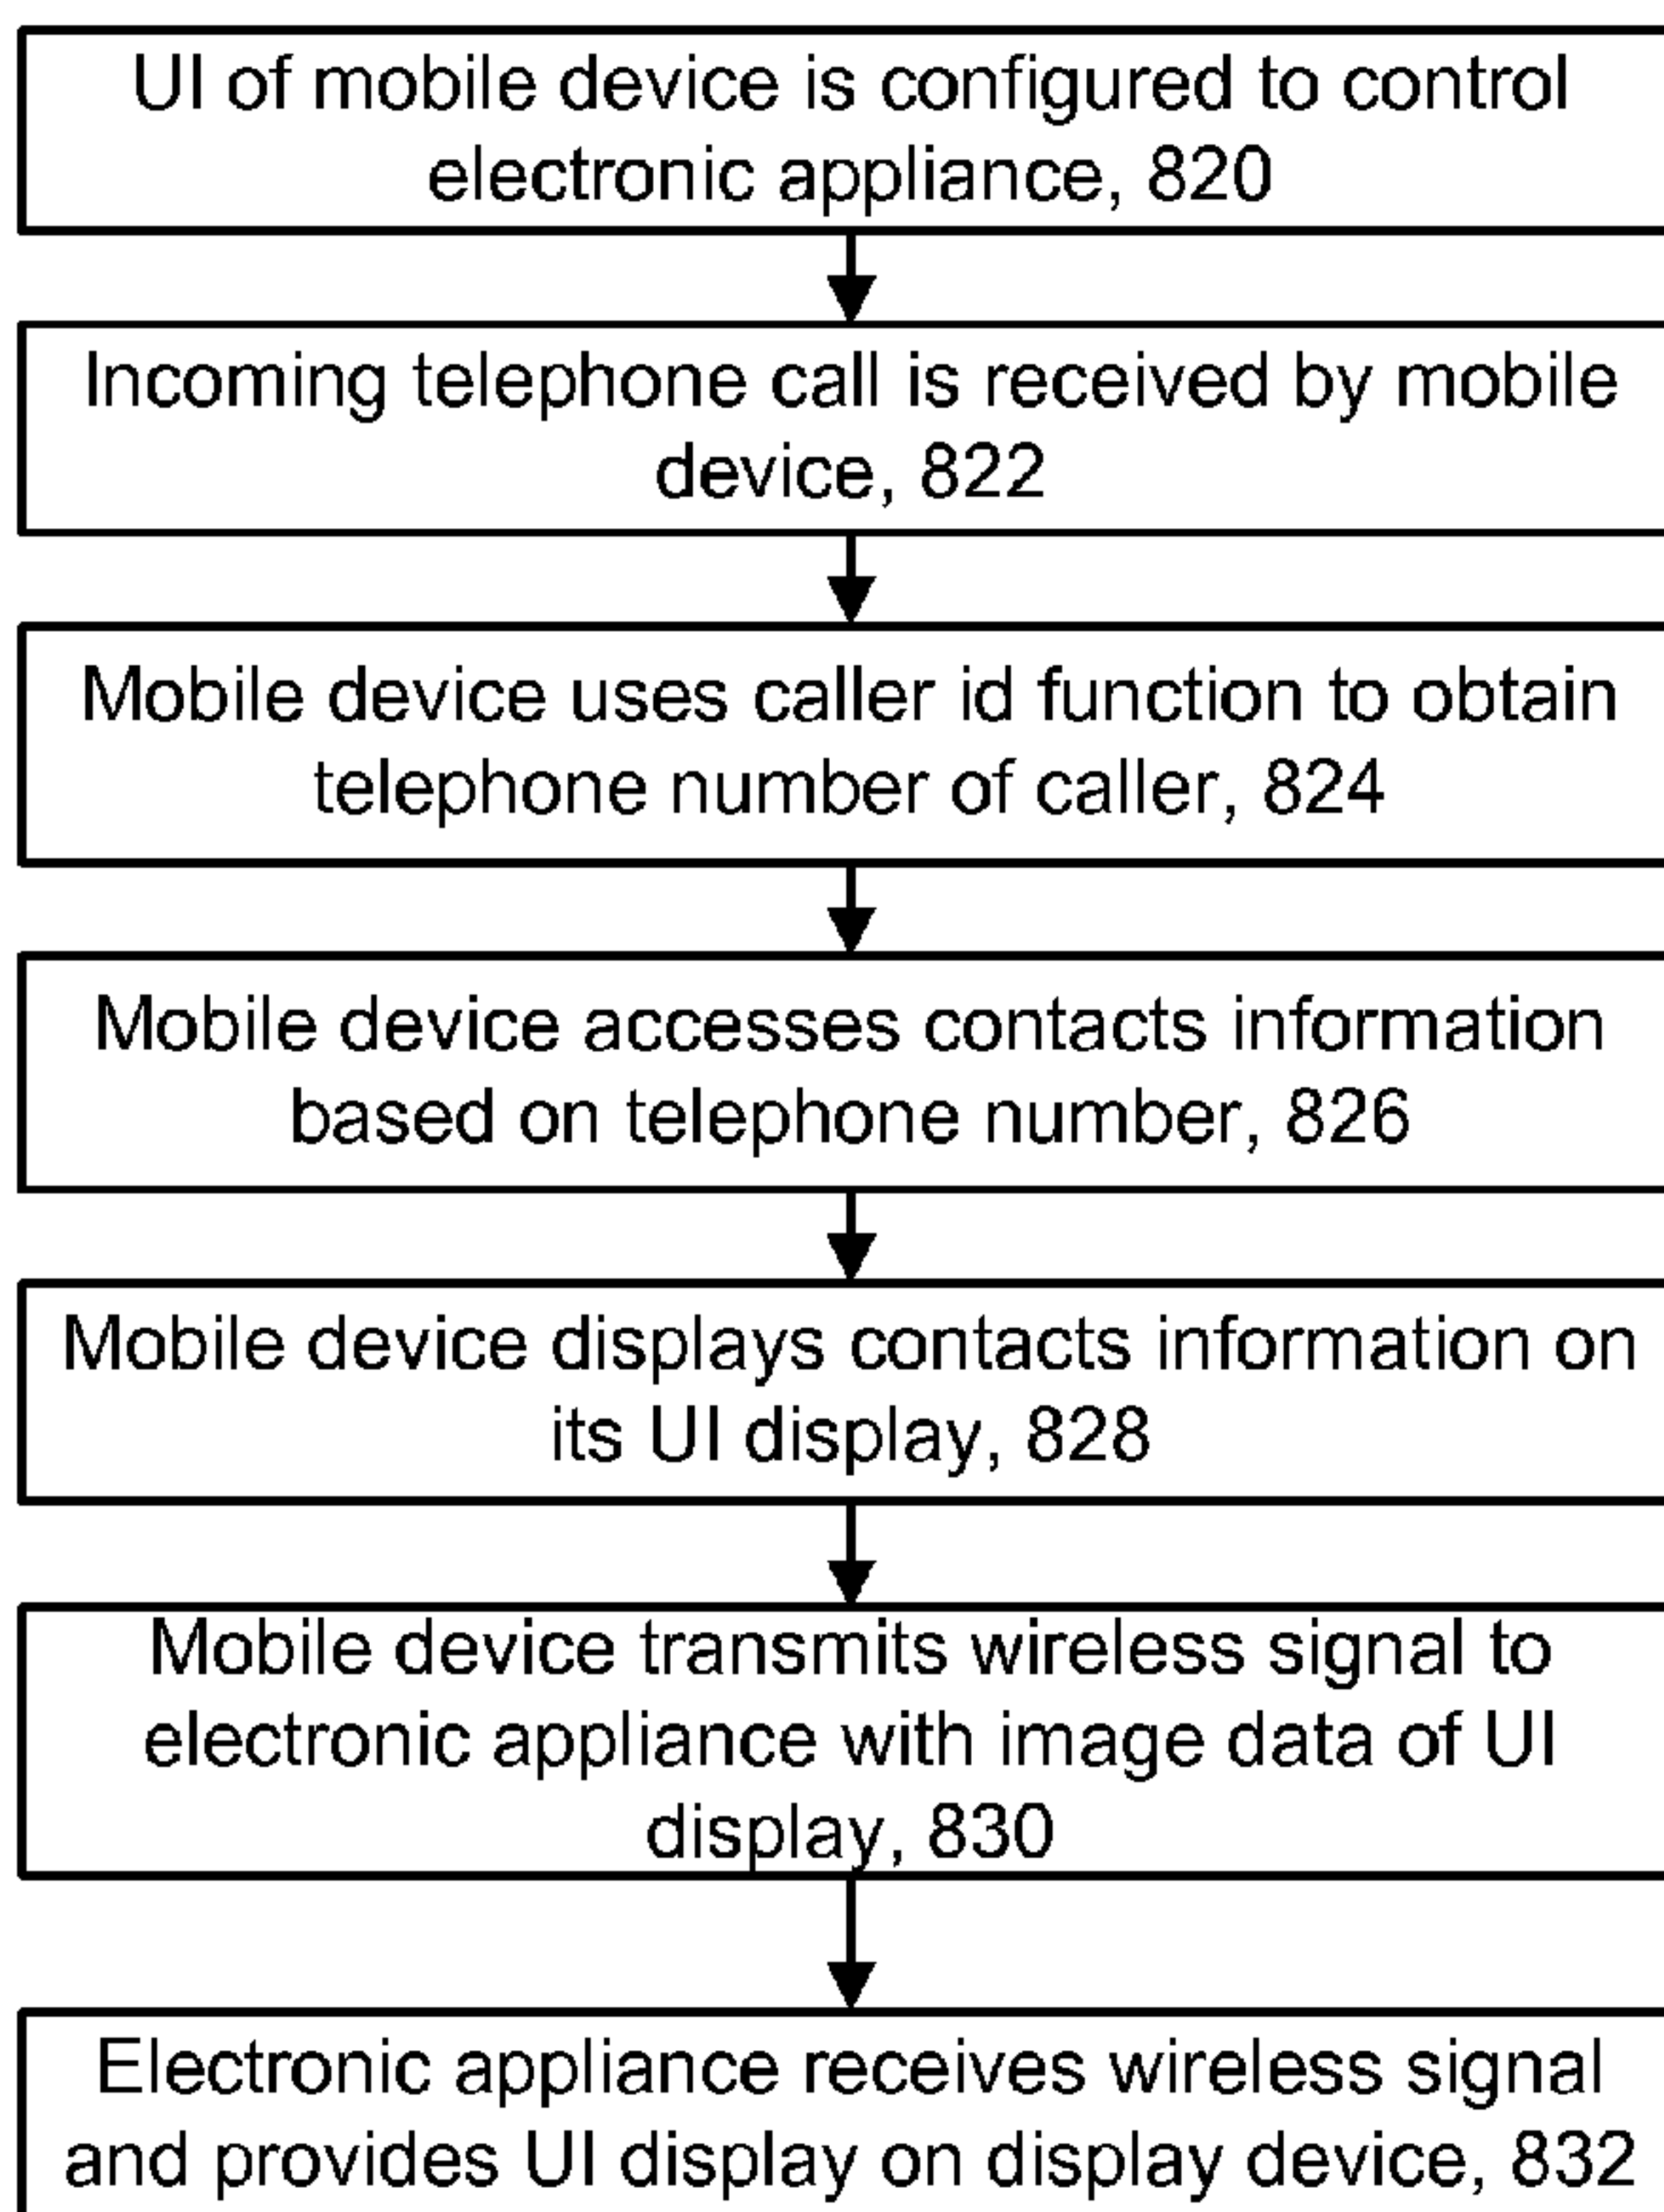 UI of mobile device is configured to control
electronic appliance, 820
Incoming telephone call is received by mobile
device, 822
Mobile device uses caller id function to obtain
telephone number of caller, 824
Mobile device accesses contacts information
based on telephone number, 826
Mobile device displays contacts information on
its UI display, 828
Mobile device transmits wireless signal to
electronic appliance with image data of UI
display, 830
Electronic appliance receives wireless signal
and provides UI display on display device, 832